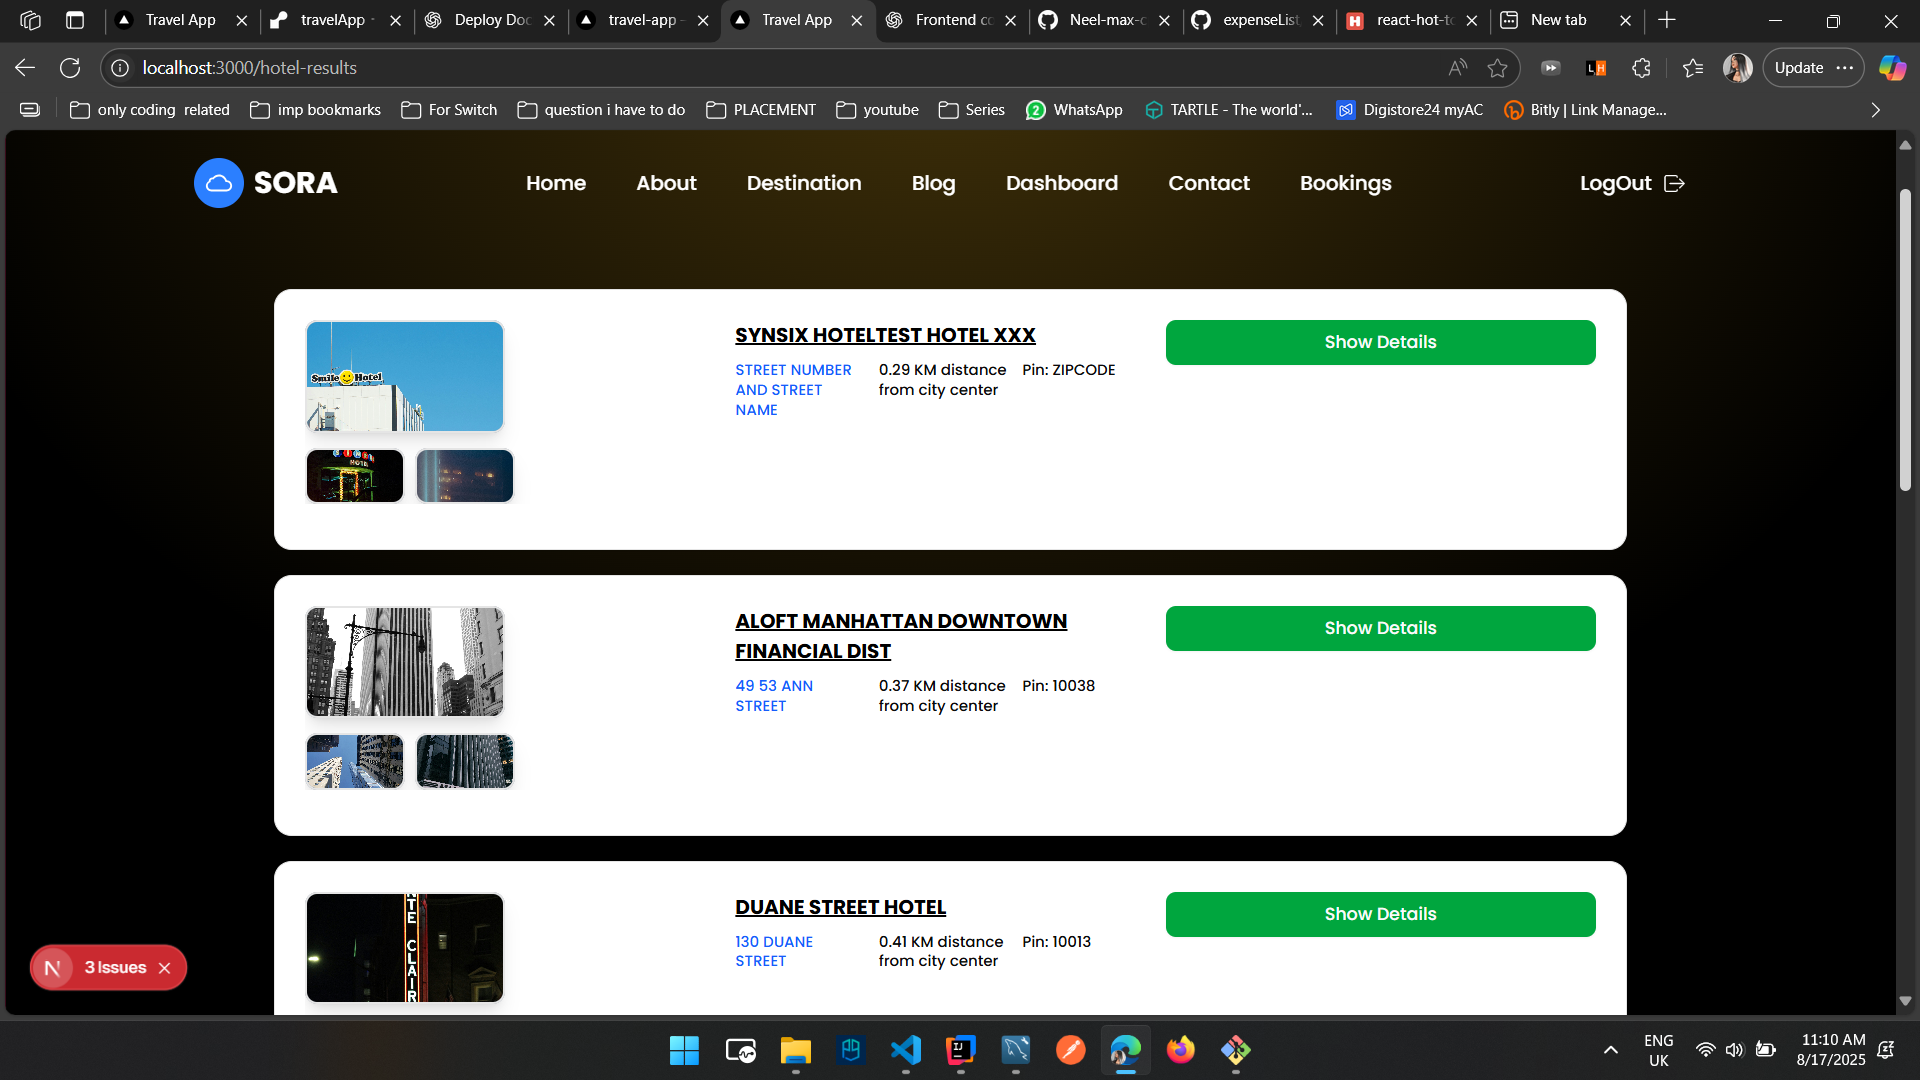 Travel App
travelApp
Deploy Doc
travel-app -
Travel App
Frontend co
Neel-max-c
expenseList
react-hot-to
New tab
localhost:3000/hotel-results
Update
only coding related
imp bookmarks
For Switch
question i have to do
PLACEMENT
youtube
Series
WhatsApp
TARTLE - The world'...
Digistore24 myAC
Bitly | Link Manage...
SORA
Home
About
Destination
Blog
Dashboard
Contact
Bookings
LogOut
Smile Hotel
HOTEL
SYNSIX HOTELTEST HOTEL XXX
STREET NUMBER
AND STREET
NAME
0.29 KM distance
from city center
Pin: ZIPCODE
Show Details
ALOFT MANHATTAN DOWNTOWN
FINANCIAL DIST
49 53 ANN
STREET
0.37 KM distance
from city center
Pin: 10038
Show Details
DUANE STREET HOTEL
130 DUANE
STREET
0.41 KM distance
from city center
Pin: 10013
Show Details
N 3 Issues
ENG
UK
11:10 AM
8/17/2025